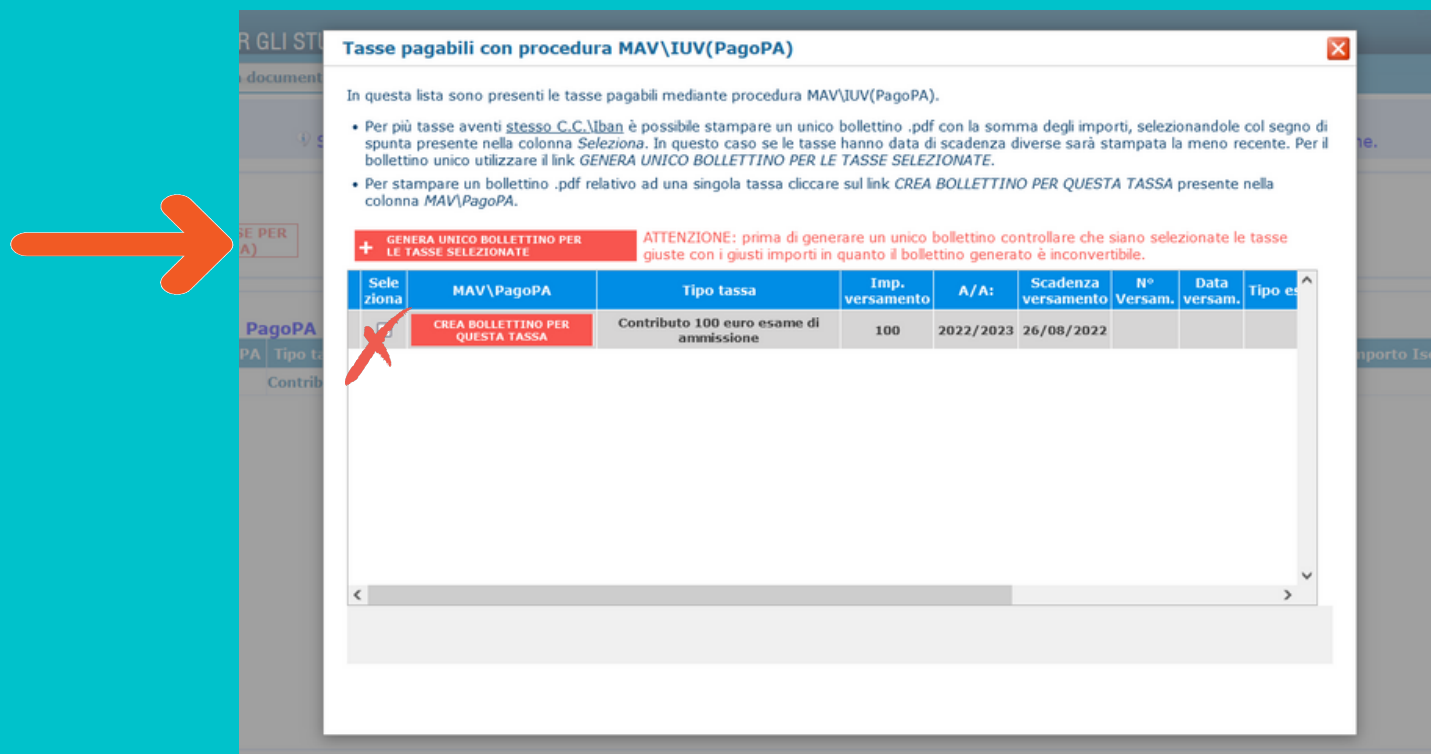 R GLI STU
Tasse pagabili con procedura MAV\IUV(PagoPA)
document
In questa lista sono presenti le tasse pagabili mediante procedura MAV\IUV(PagoPA).
• Per più tasse aventi stesso C.C.\Iban è possibile stampare un unico bollettino .pdf con la somma degli importi, selezionandole col segno di
spunta presente nella colonna Seleziona. In questo caso se le tasse hanno data di scadenza diverse sarà stampata la meno recente. Per il
bollettino unico utilizzare il link GENERA UNICO BOLLETTINO PER LE TASSE SELEZIONATE.
ne.
• Per stampare un bollettino .pdf relativo ad una singola tassa cliccare sul link CREA BOLLETTINO PER QUESTA TASSA presente nella
colonna MAV\PagoPA.
SE PER
A)
+ GENERA UNICO BOLLETTINO PER
LE TASSE SELEZIONATE
ATTENZIONE: prima di generare un unico bollettino controllare che siano selezionate le tasse
giuste con i giusti importi in quanto il bollettino generato è inconvertibile.
Sele
ziona
MAV\PagoPA
Tipo tassa
Imp.
versamento
A/A:
Scadenza
versamento
N°
Versam.
Data
versam.
Tipo es
CREA BOLLETTINO PER
QUESTA TASSA
Contributo 100 euro esame di
ammissione
100
2022/2023
26/08/2022
PagoPA
PA Tipo ta
Contrib
mporto Ise